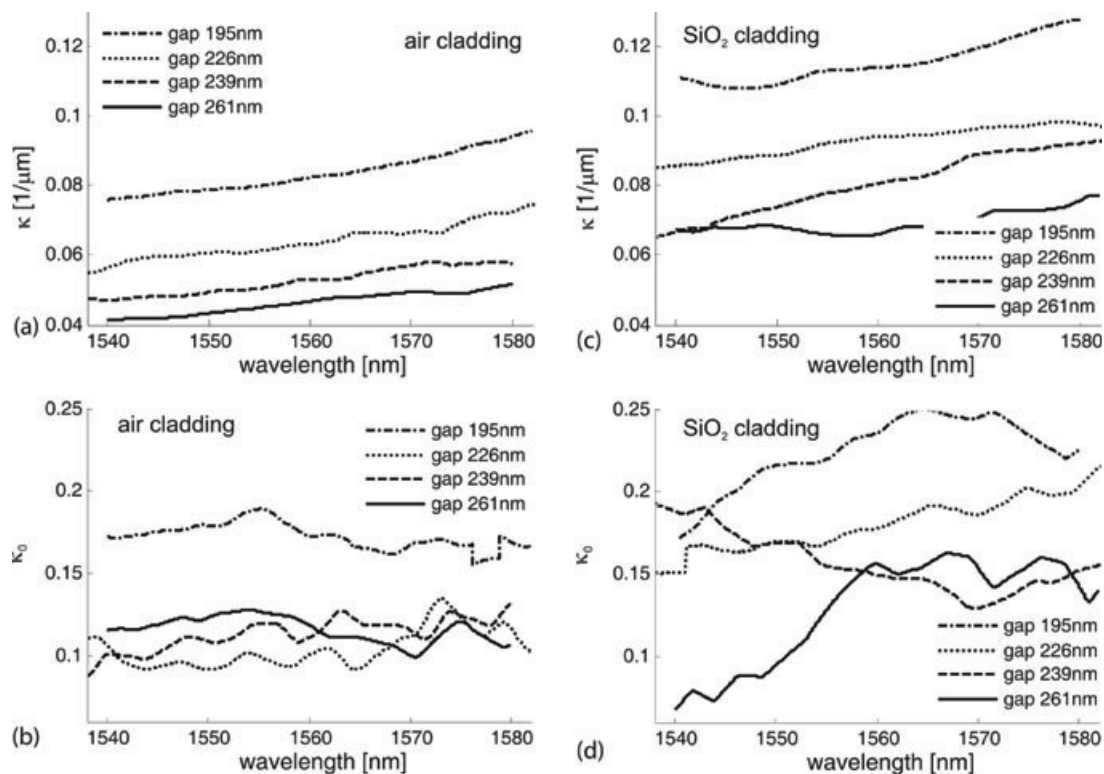 0.12
0.1
0.08
0.06
0.04
κ [1/μm]
gap 195nm
gap 226nm
gap 239nm
gap 261nm
air cladding
(a)
1540 1550 1560 1570 1580
wavelength [nm]
0.12
0.1
0.08
0.06
0.04
κ [1/μm]
SiO₂ cladding
gap 195nm
gap 226nm
gap 239nm
gap 261nm
(c)
1540 1550 1560 1570 1580
wavelength [nm]
0.25
0.2
0.15
0.1
κ₀
air cladding
gap 195nm
gap 226nm
gap 239nm
gap 261nm
(b)
1540 1550 1560 1570 1580
wavelength [nm]
0.25
0.2
0.15
0.1
κ₀
SiO₂ cladding
gap 195nm
gap 226nm
gap 239nm
gap 261nm
(d)
1540 1550 1560 1570 1580
wavelength [nm]